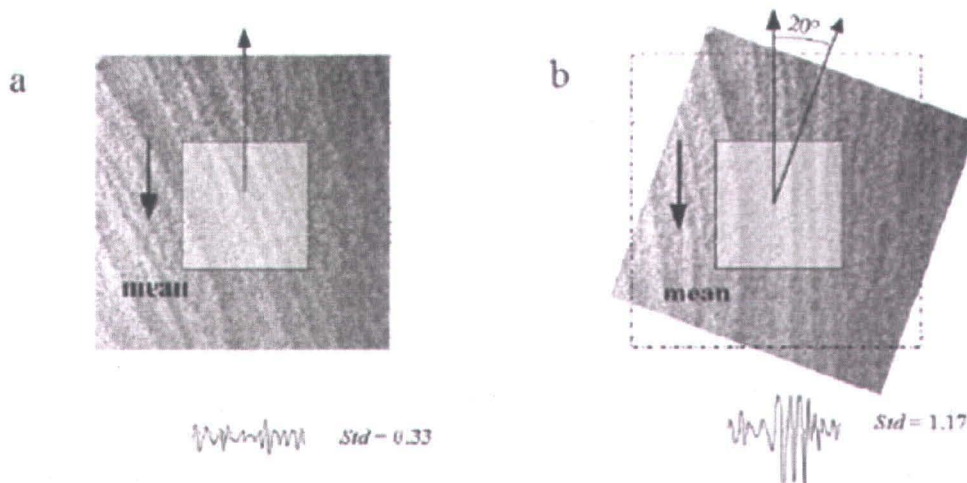 a
mean
Std = 0.33
b
20°
mean
Std = 1.17